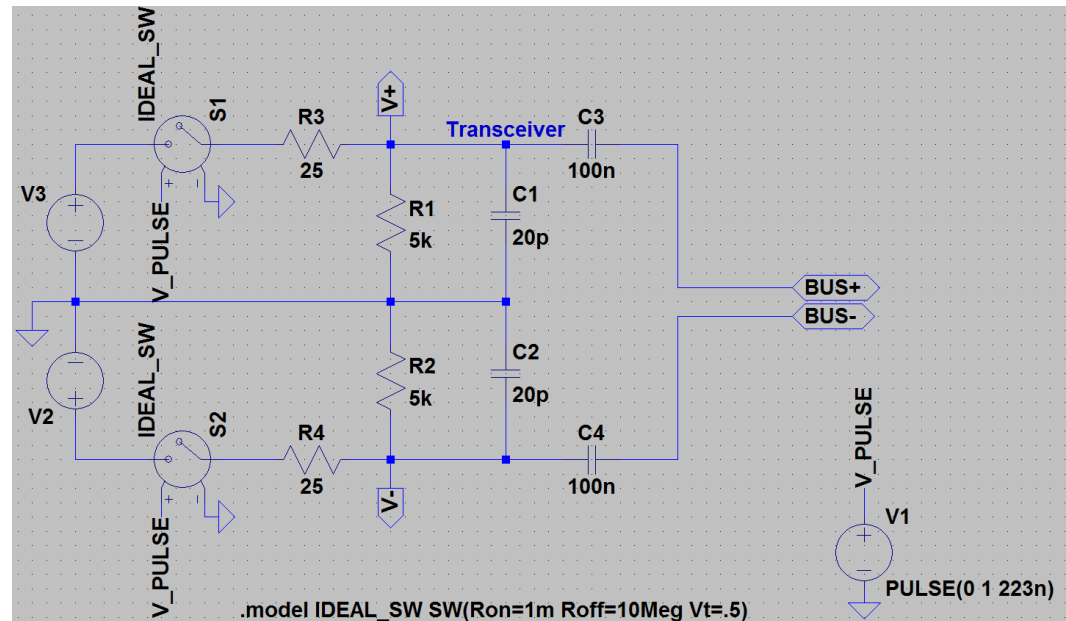 IDEAL_SW
S1
R3
25
V+
Transceiver
C3
100n
V3
+
−
+
−
V_PULSE
R1
5k
C1
20p
BUS+
BUS-
IDEAL_SW
−
+
V2
S2
R2
5k
C2
20p
R4
25
C4
100n
V-
+
−
V_PULSE
V_PULSE
V1
+
−
PULSE(0 1 223n)
.model IDEAL_SW SW(Ron=1m Roff=10Meg Vt=.5)